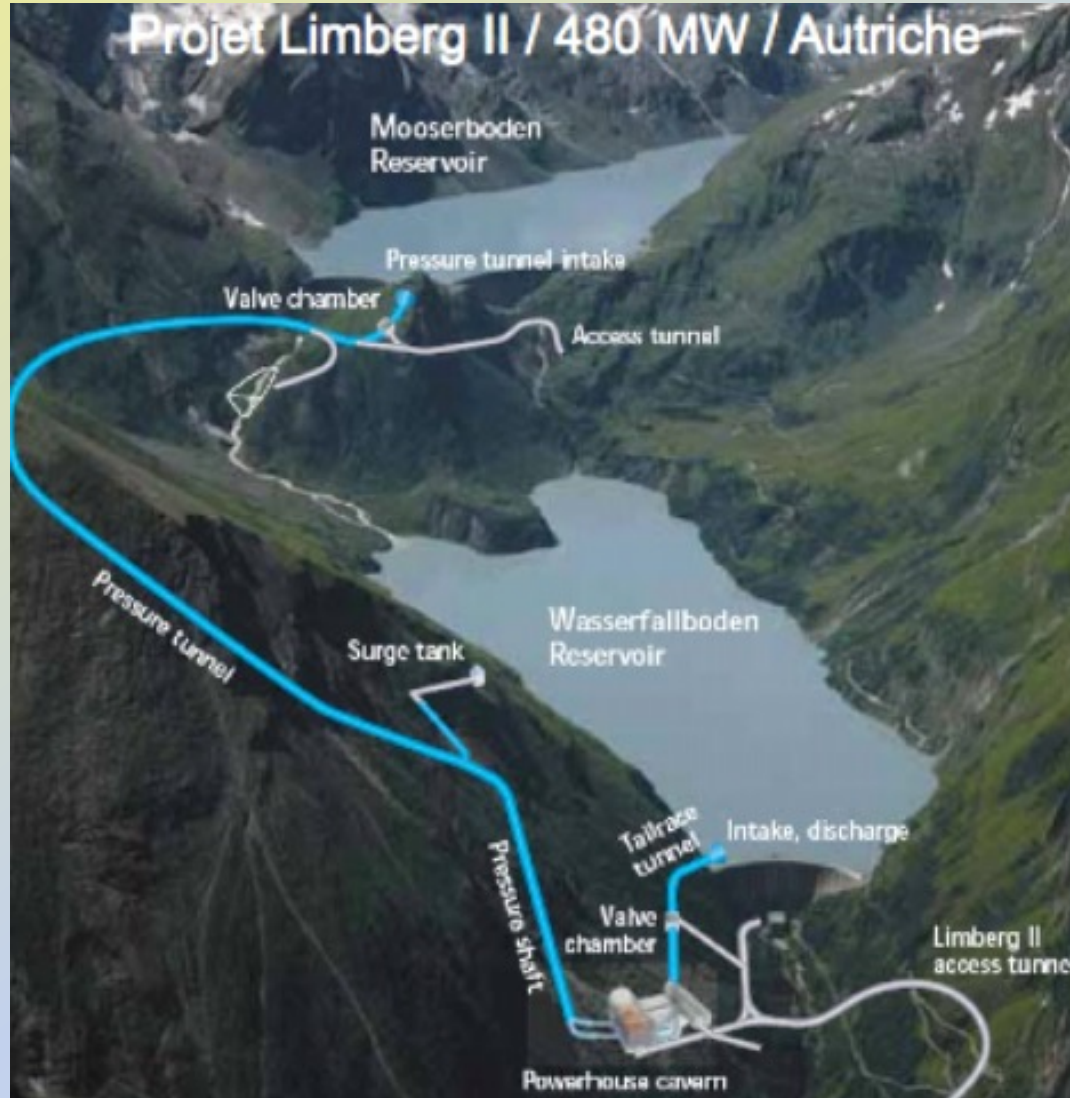 Projet Limberg II / 480 MW / Autriche
Mooserboden
Reservoir
Pressure tunnel intake
Valve chamber
Access tunnel
Pressure tunnel
Surge tank
Wasserfallboden
Reservoir
Tailrace
tunnel
Intake, discharge
Pressure shaft
Valve
chamber
Limberg II
access tunnel
Powerhouse cavern